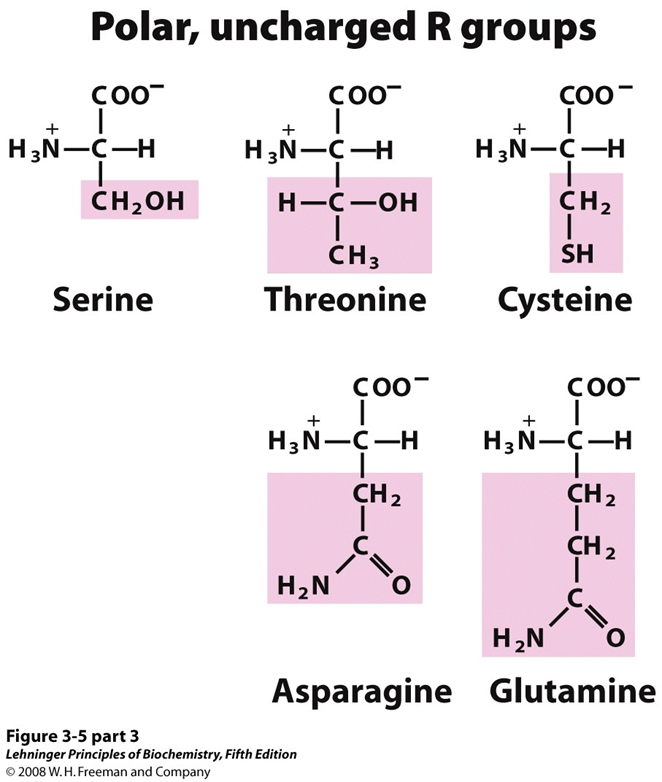 Polar, uncharged R groups
COO⁻
H₃N⁺—C—H
CH₂OH
Serine
COO⁻
H₃N⁺—C—H
H—C—OH
CH₃
Threonine
COO⁻
H₃N⁺—C—H
CH₂
SH
Cysteine
COO⁻
H₃N⁺—C—H
CH₂
C
H₂N O
Asparagine
COO⁻
H₃N⁺—C—H
CH₂
CH₂
C
H₂N O
Glutamine
Figure 3-5 part 3
Lehninger Principles of Biochemistry, Fifth Edition
© 2008 W. H. Freeman and Company